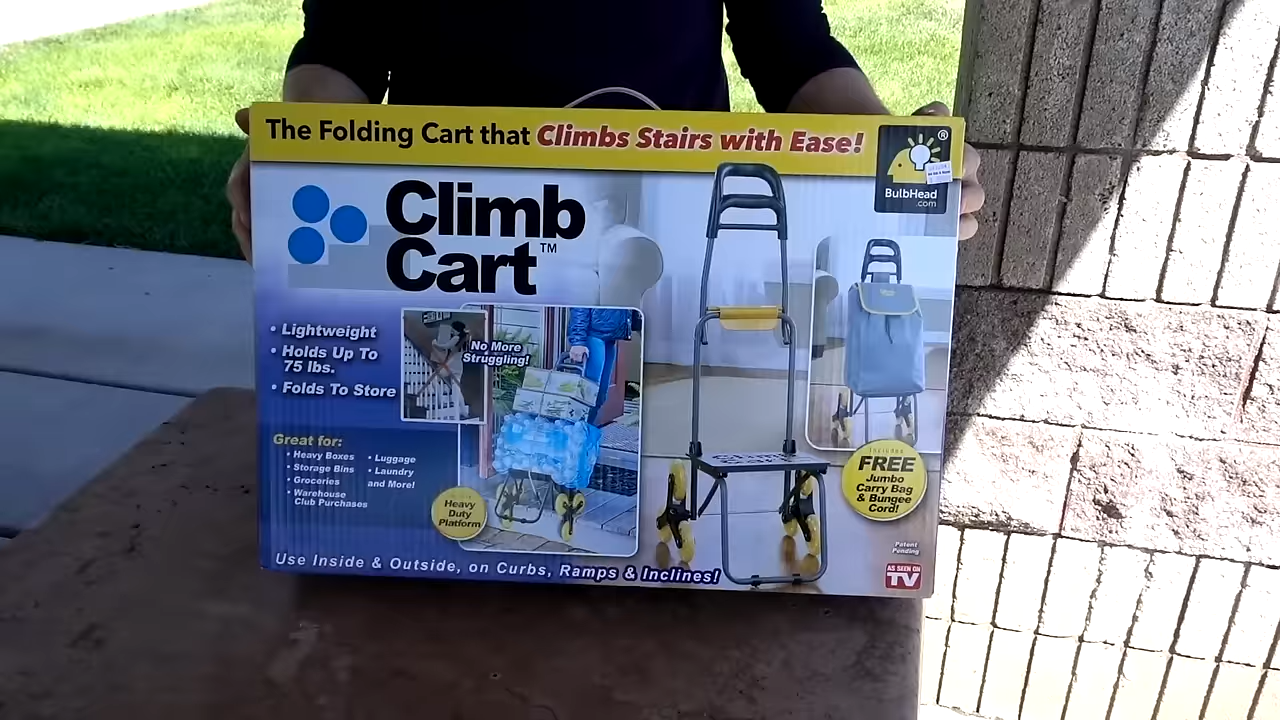 The Folding Cart that Climbs Stairs with Ease!
BulbHead®
.com
Climb
Cart™
• Lightweight
• Holds Up To
75 lbs.
• Folds To Store
No More
Struggling!
Great for:
• Heavy Boxes
• Storage Bins
• Groceries
• Warehouse
Club Purchases
• Luggage
• Laundry
and More!
Heavy
Duty
Platform
INCLUDES
FREE
Jumbo
Carry Bag
& Bungee
Cord!
Patent
Pending
AS SEEN ON
TV
Use Inside & Outside, on Curbs, Ramps & Inclines!